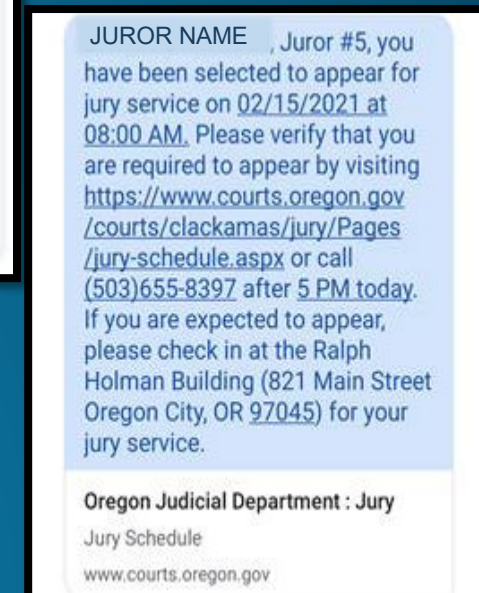 JUROR NAME , Juror #5, you
have been selected to appear for
jury service on 02/15/2021 at
08:00 AM. Please verify that you
are required to appear by visiting
https://www.courts.oregon.gov
/courts/clackamas/jury/Pages
/jury-schedule.aspx or call
(503)655-8397 after 5 PM today.
If you are expected to appear,
please check in at the Ralph
Holman Building (821 Main Street
Oregon City, OR 97045) for your
jury service.
Oregon Judicial Department : Jury
Jury Schedule
www.courts.oregon.gov